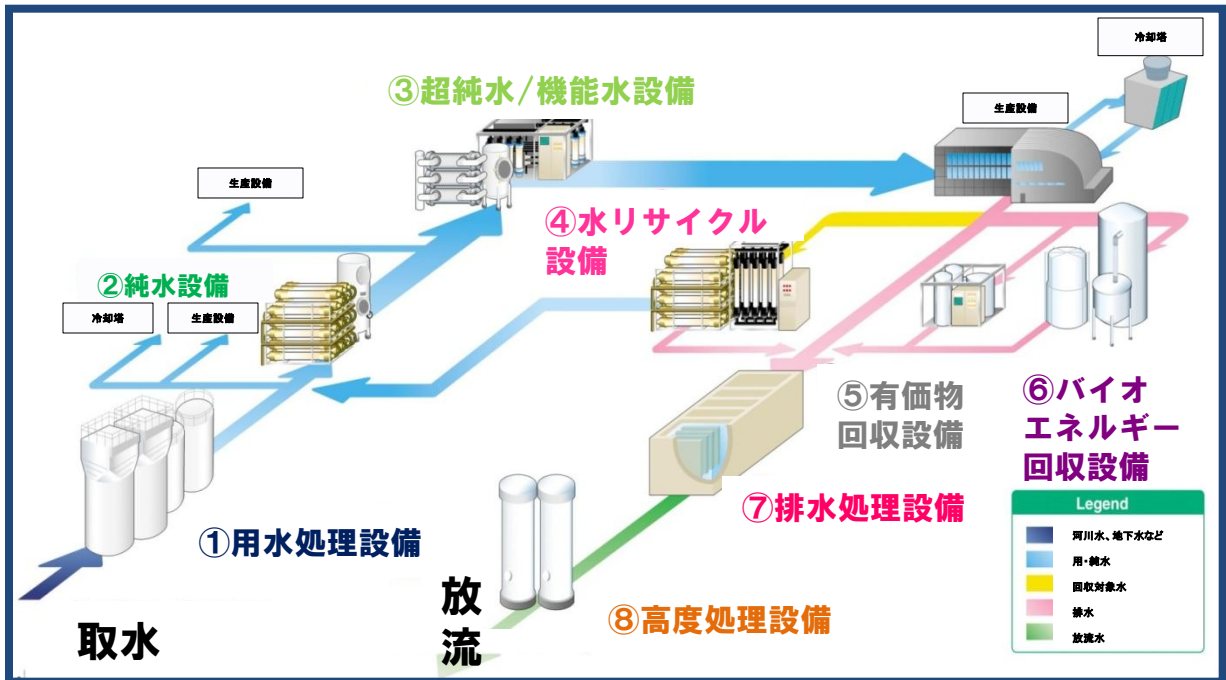 冷却塔
③超純水/機能水設備
生産設備
生産設備
④水リサイクル
設備
②純水設備
冷却塔
生産設備
⑤有価物
回収設備
⑥バイオ
エネルギー
回収設備
⑦排水処理設備
①用水処理設備
放
流
⑧高度処理設備
取水
Legend
河川水、地下水など
用・純水
回収対象水
排水
放流水